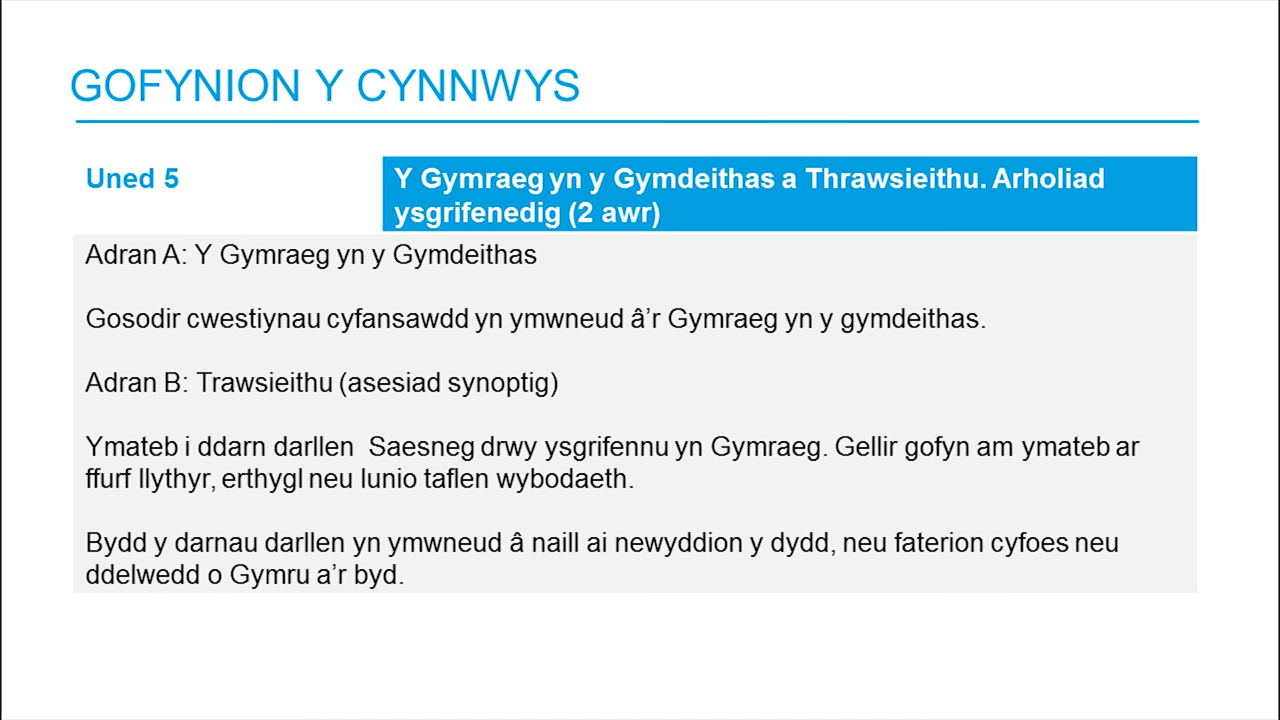 GOFYNION Y CYNNWYS
Uned 5
Y Gymraeg yn y Gymdeithas a Thrawsieithu. Arholiad
ysgrifenedig (2 awr)
Adran A: Y Gymraeg yn y Gymdeithas
Gosodir cwestiynau cyfansawdd yn ymwneud â’r Gymraeg yn y gymdeithas.
Adran B: Trawsieithu (asesiad synoptig)
Ymateb i ddarn darllen Saesneg drwy ysgrifennu yn Gymraeg. Gellir gofyn am ymateb ar
ffurf llythyr, erthygl neu lunio taflen wybodaeth.
Bydd y darnau darllen yn ymwneud â naill ai newyddion y dydd, neu faterion cyfoes neu
ddelwedd o Gymru a’r byd.